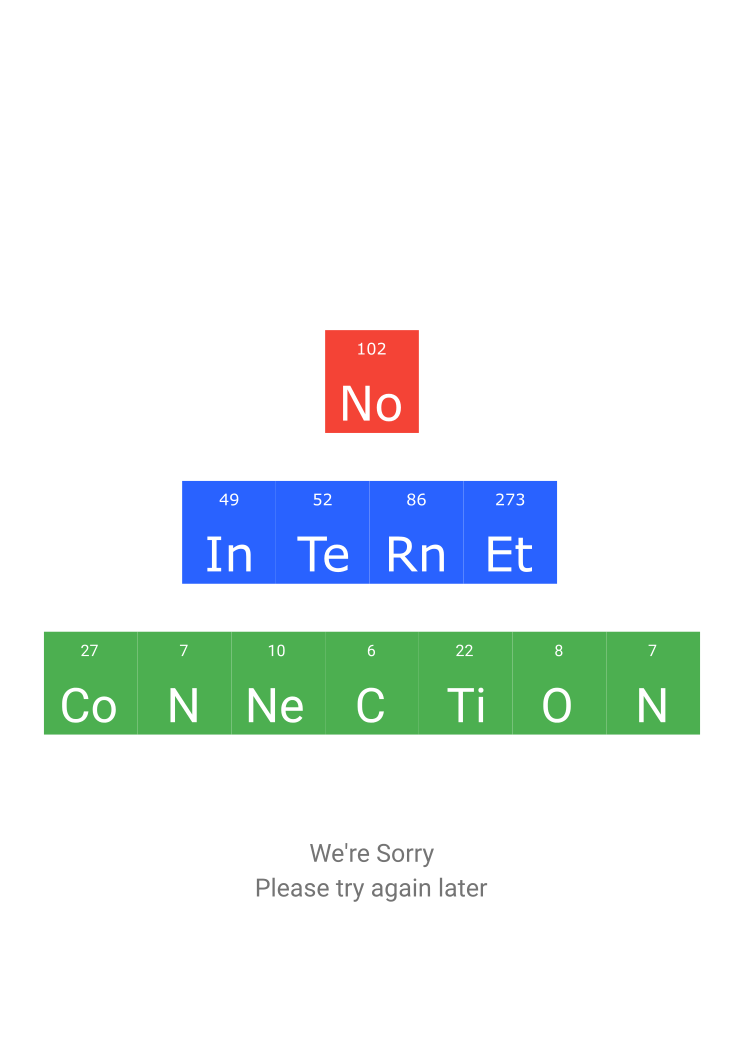 102
No
49 52 86 273
In Te Rn Et
27 7 10 6 22 8 7
Co N Ne C Ti O N
We're Sorry
Please try again later